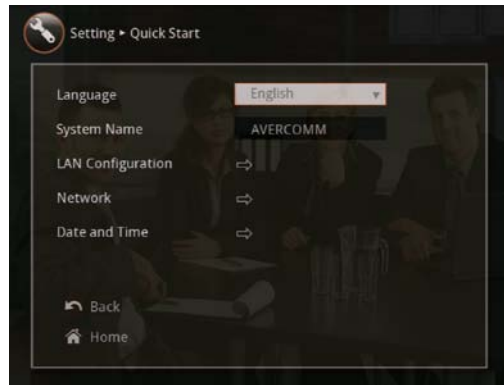 Setting ▸ Quick Start
Language English
System Name AVERCOMM
LAN Configuration
Network
Date and Time
Back
Home